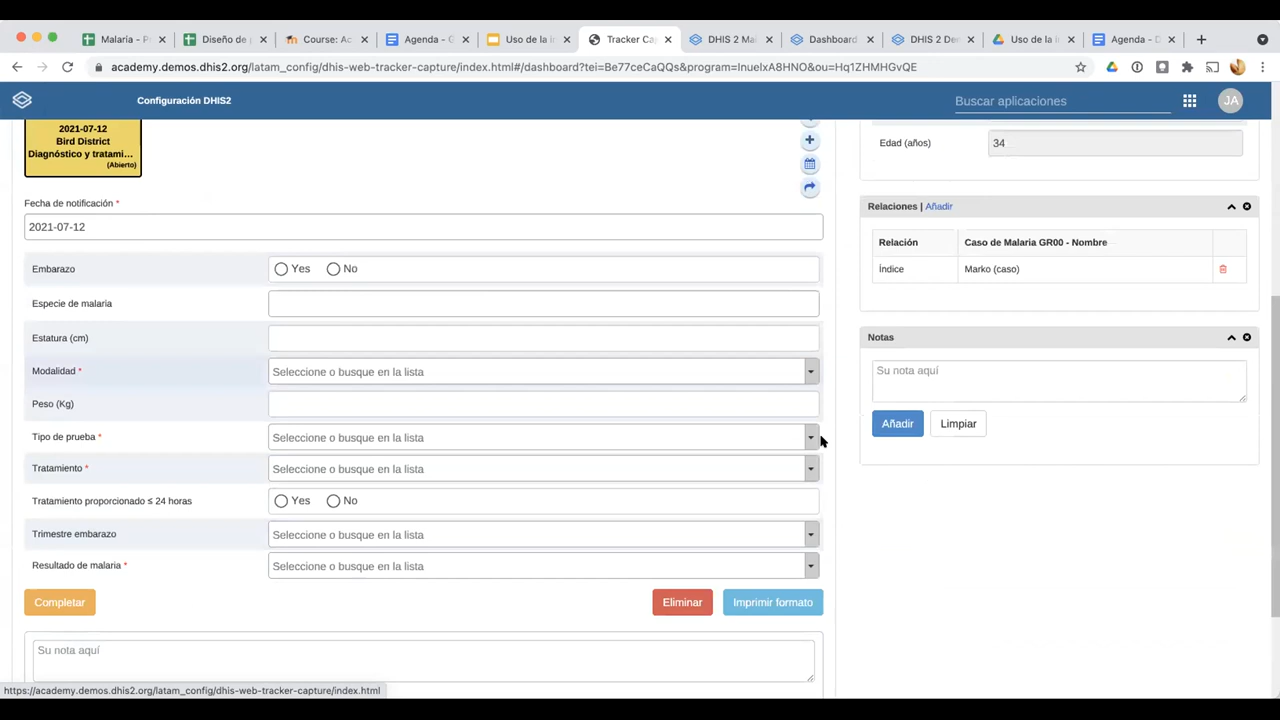 Malaría - P
Diseño de
Course: Ac
Agenda - G
Uso de la i
Tracker Ca
DHIS 2 Ma
Dashboard
DHIS 2 De
Uso de la i
Agenda - D
academy.demos.dhis2.org/latam_config/dhis-web-tracker-capture/index.html#/dashboard?tei=Be77ceCaQQs&program=InuelxA8HNO&ou=Hq1ZHMHGvQE
Configuración DHIS2
Buscar aplicaciones
JA
2021-07-12
Bird District
Diagnóstico y tratami...
(Abierto)
Fecha de notificación *
2021-07-12
Embarazo
Yes No
Especie de malaria
Estatura (cm)
Modalidad *
Seleccione o busque en la lista
Peso (Kg)
Tipo de prueba *
Seleccione o busque en la lista
Tratamiento *
Seleccione o busque en la lista
Tratamiento proporcionado ≤ 24 horas
Yes No
Trimestre embarazo
Seleccione o busque en la lista
Resultado de malaria *
Seleccione o busque en la lista
Completar
Eliminar
Imprimir formato
Su nota aquí
Edad (años)
34
Relaciones | Añadir
Relación
Caso de Malaria GR00 - Nombre
Índice
Marko (caso)
Notas
Su nota aquí
Añadir
Limpiar
https://academy.demos.dhis2.org/latam_config/dhis-web-tracker-capture/index.html